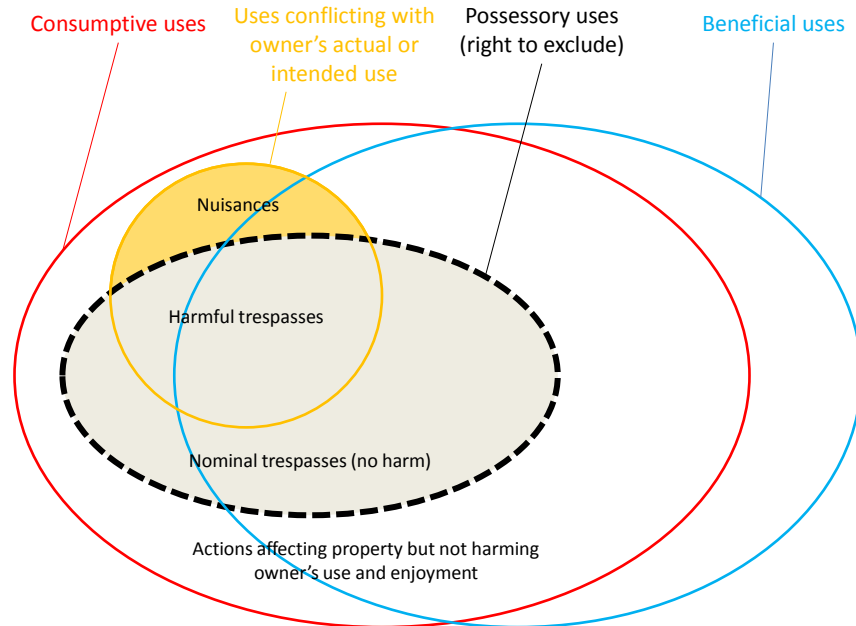 Consumptive uses
Uses conflicting with
owner’s actual or
intended use
Possessory uses
(right to exclude)
Beneficial uses
Nuisances
Harmful trespasses
Nominal trespasses (no harm)
Actions affecting property but not harming
owner’s use and enjoyment